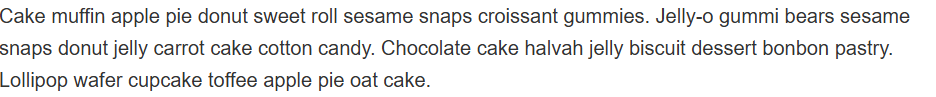 Cake muffin apple pie donut sweet roll sesame snaps croissant gummies. Jelly-o gummi bears sesame
snaps donut jelly carrot cake cotton candy. Chocolate cake halvah jelly biscuit dessert bonbon pastry.
Lollipop wafer cupcake toffee apple pie oat cake.